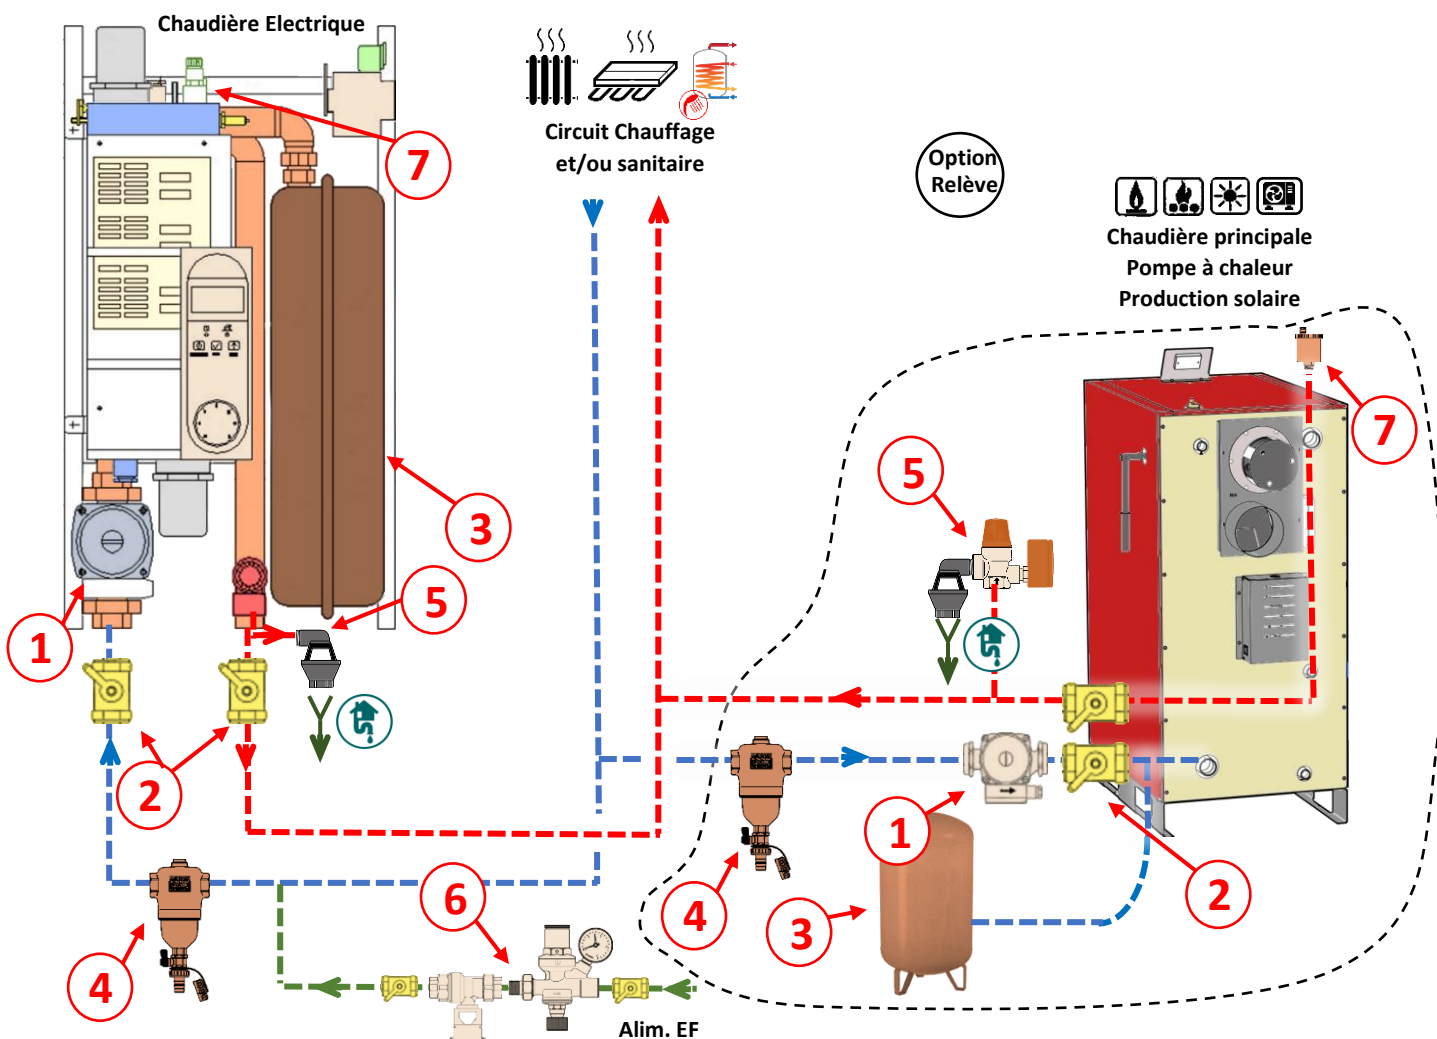 Chaudière Electrique
Circuit Chauffage
et/ou sanitaire
Option
Relève
Chaudière principale
Pompe à chaleur
Production solaire
7
7
5
3
5
1
2
1
2
6
4
3
4
Alim. EF